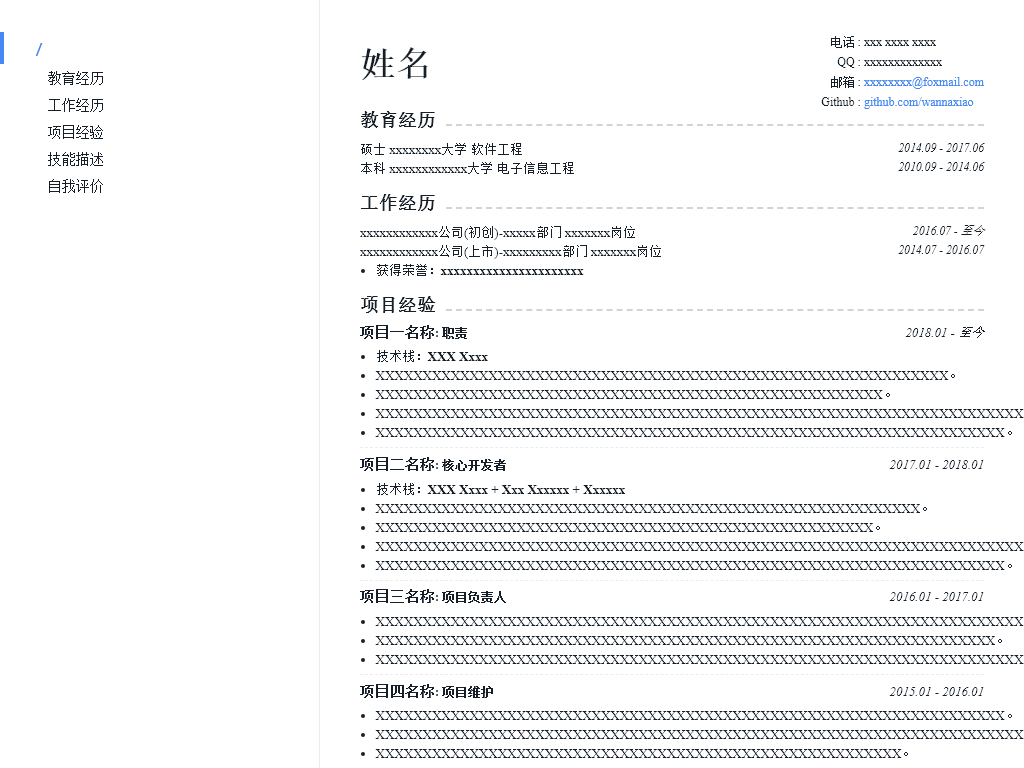 /
教育经历
工作经历
项目经验
技能描述
自我评价
姓名
电话 : xxx xxxx xxxx
QQ : xxxxxxxxxxxxx
邮箱 : xxxxxxxx@foxmail.com
Github : github.com/wannaxiao
教育经历
硕士 xxxxxxxx大学 软件工程 2014.09 - 2017.06
本科 xxxxxxxxxxxx大学 电子信息工程 2010.09 - 2014.06
工作经历
xxxxxxxxxxxx公司(初创)-xxxxx部门 xxxxxxx岗位 2016.07 - 至今
xxxxxxxxxxxx公司(上市)-xxxxxxxxx部门 xxxxxxx岗位 2014.07 - 2016.07
• 获得荣誉：xxxxxxxxxxxxxxxxxxxxxx
项目经验
项目一名称: 职责 2018.01 - 至今
• 技术栈：XXX Xxxx
• XXXXXXXXXXXXXXXXXXXXXXXXXXXXXXXXXXXXXXXXXXXXXXXXXXXXXXXXXXXXX。
• XXXXXXXXXXXXXXXXXXXXXXXXXXXXXXXXXXXXXXXXXXXXXXXXXXXXXX。
• XXXXXXXXXXXXXXXXXXXXXXXXXXXXXXXXXXXXXXXXXXXXXXXXXXXXXXXXXXXXXXXXXXXXX
• XXXXXXXXXXXXXXXXXXXXXXXXXXXXXXXXXXXXXXXXXXXXXXXXXXXXXXXXXXXXXXXXXXX。
项目二名称: 核心开发者 2017.01 - 2018.01
• 技术栈：XXX Xxxx + Xxx Xxxxxx + Xxxxxx
• XXXXXXXXXXXXXXXXXXXXXXXXXXXXXXXXXXXXXXXXXXXXXXXXXXXXXXXXXX。
• XXXXXXXXXXXXXXXXXXXXXXXXXXXXXXXXXXXXXXXXXXXXXXXXXXXXX。
• XXXXXXXXXXXXXXXXXXXXXXXXXXXXXXXXXXXXXXXXXXXXXXXXXXXXXXXXXXXXXXXXXXXXX
• XXXXXXXXXXXXXXXXXXXXXXXXXXXXXXXXXXXXXXXXXXXXXXXXXXXXXXXXXXXXXXXXXXX。
项目三名称: 项目负责人 2016.01 - 2017.01
• XXXXXXXXXXXXXXXXXXXXXXXXXXXXXXXXXXXXXXXXXXXXXXXXXXXXXXXXXXXXXXXXXXXXX
• XXXXXXXXXXXXXXXXXXXXXXXXXXXXXXXXXXXXXXXXXXXXXXXXXXXXXXXXXXXXXXXXXX。
• XXXXXXXXXXXXXXXXXXXXXXXXXXXXXXXXXXXXXXXXXXXXXXXXXXXXXXXXXXXXXXXXXXXXX
项目四名称: 项目维护 2015.01 - 2016.01
• XXXXXXXXXXXXXXXXXXXXXXXXXXXXXXXXXXXXXXXXXXXXXXXXXXXXXXXXXXXXXXXXXXX。
• XXXXXXXXXXXXXXXXXXXXXXXXXXXXXXXXXXXXXXXXXXXXXXXXXXXXXXXXXXXXXXXXXXXXX
• XXXXXXXXXXXXXXXXXXXXXXXXXXXXXXXXXXXXXXXXXXXXXXXXXXXXXXXX。